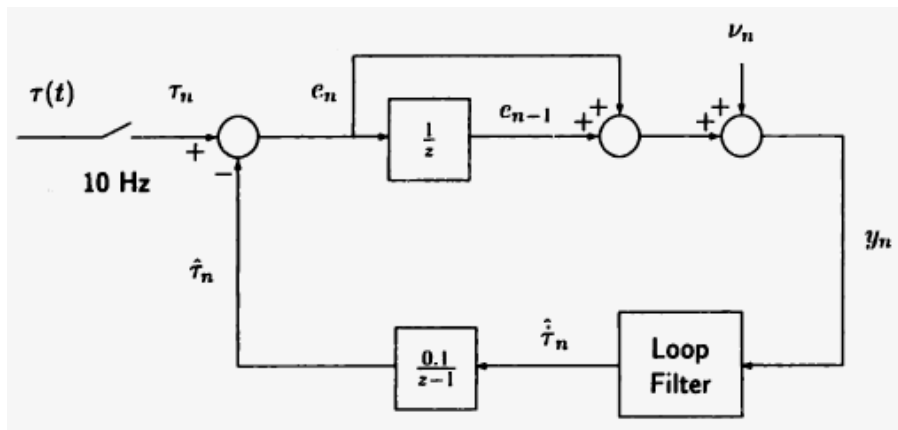 τ(t)
τₙ
eₙ
1/z
eₙ₋₁
νₙ
+
+
+
+
+
−
10 Hz
yₙ
τ̂ₙ
0.1/(z−1)
τ̇̂ₙ
Loop
Filter